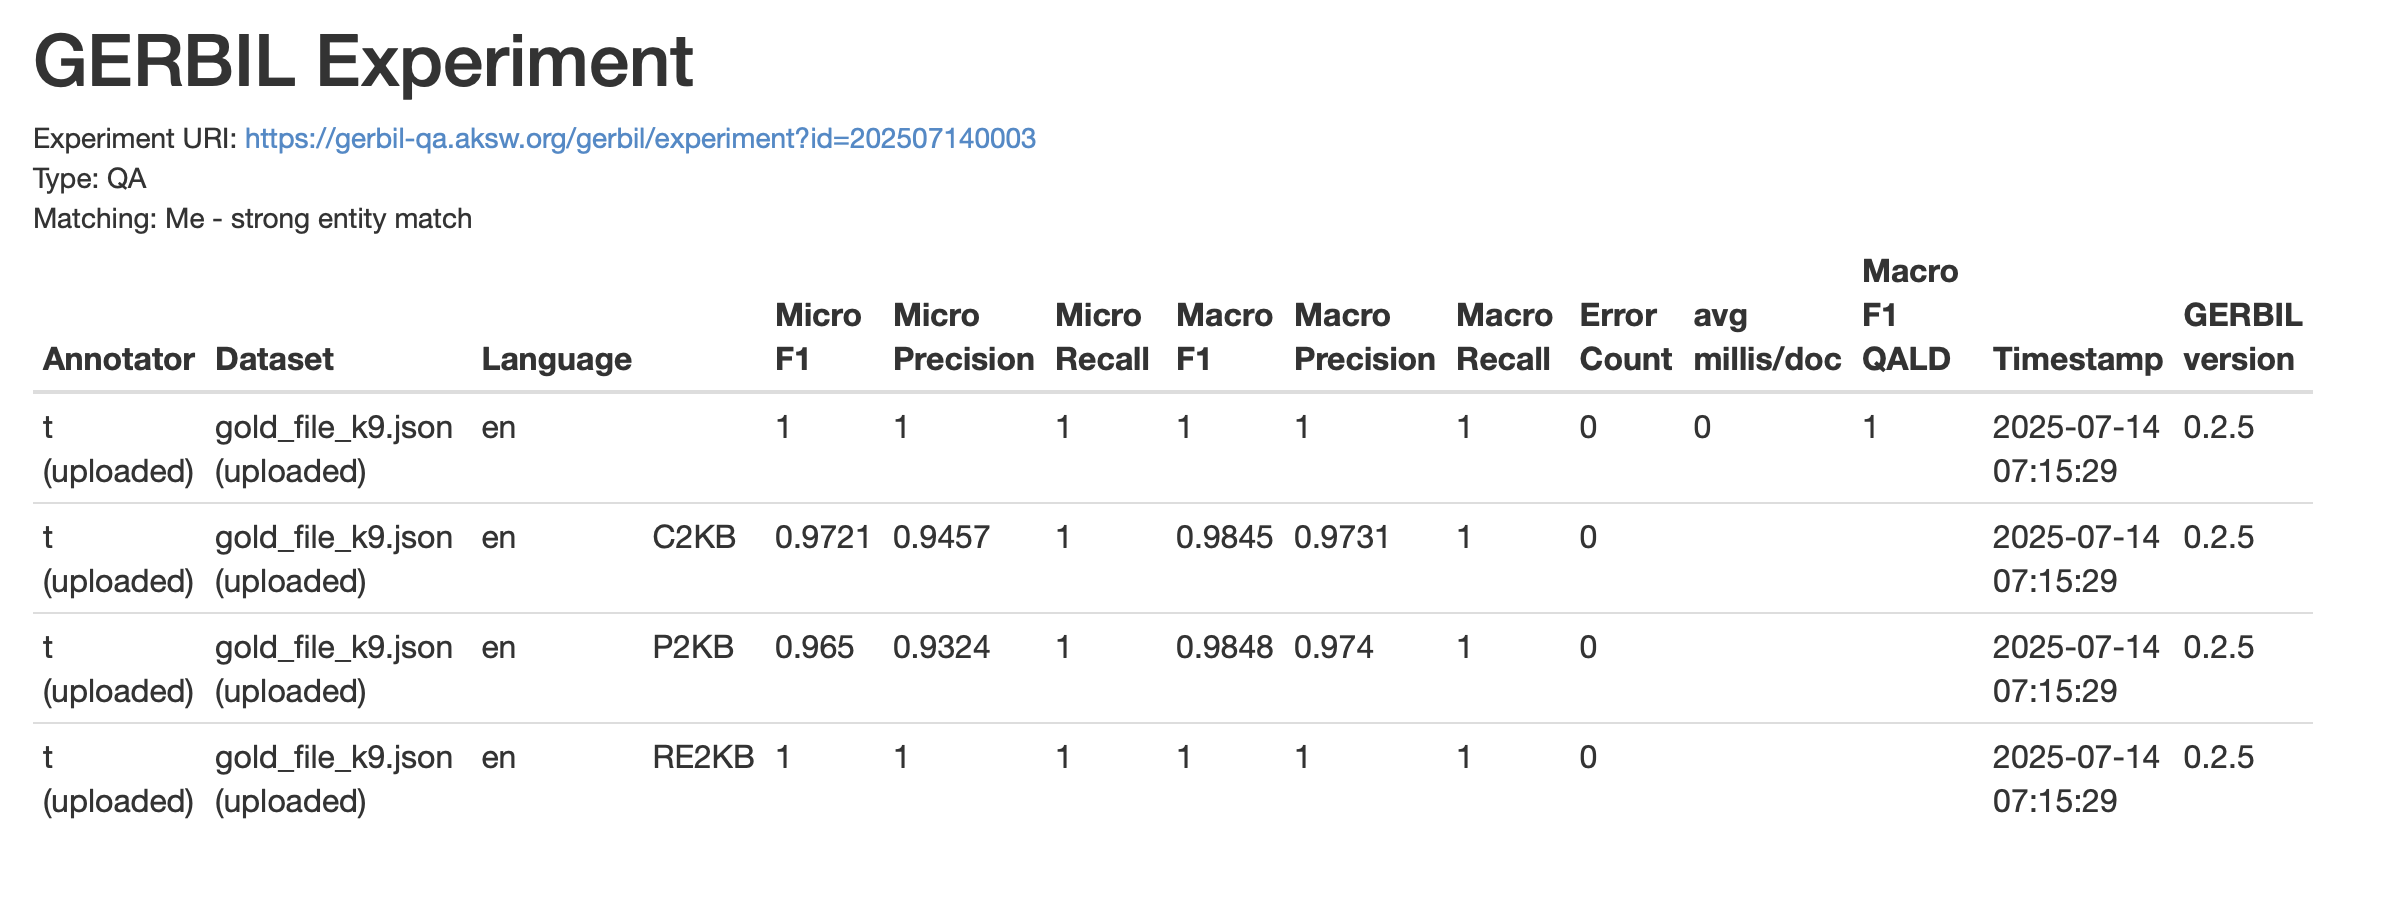 GERBIL Experiment
Experiment URI: https://gerbil-qa.aksw.org/gerbil/experiment?id=202507140003
Type: QA
Matching: Me - strong entity match
Annotator Dataset Language Micro F1 Micro Precision Micro Recall Macro F1 Macro Precision Macro Recall Error Count avg millis/doc Macro F1 QALD Timestamp GERBIL version
t (uploaded) gold_file_k9.json (uploaded) en 1 1 1 1 1 1 0 0 1 2025-07-14 07:15:29 0.2.5
t (uploaded) gold_file_k9.json (uploaded) en C2KB 0.9721 0.9457 1 0.9845 0.9731 1 0 2025-07-14 07:15:29 0.2.5
t (uploaded) gold_file_k9.json (uploaded) en P2KB 0.965 0.9324 1 0.9848 0.974 1 0 2025-07-14 07:15:29 0.2.5
t (uploaded) gold_file_k9.json (uploaded) en RE2KB 1 1 1 1 1 1 0 2025-07-14 07:15:29 0.2.5